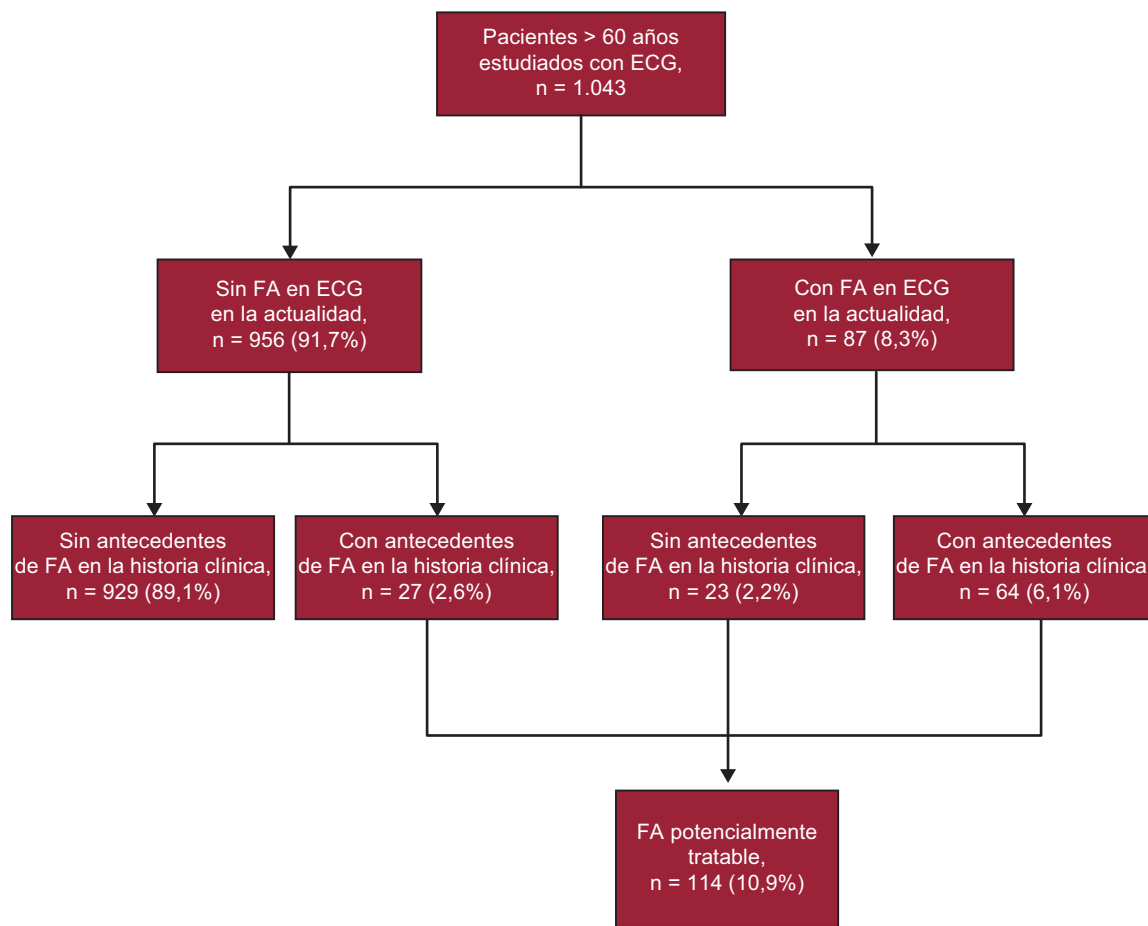 Pacientes > 60 años
estudiados con ECG,
n = 1.043
Sin FA en ECG
en la actualidad,
n = 956 (91,7%)
Con FA en ECG
en la actualidad,
n = 87 (8,3%)
Sin antecedentes
de FA en la historia clínica,
n = 929 (89,1%)
Con antecedentes
de FA en la historia clínica,
n = 27 (2,6%)
Sin antecedentes
de FA en la historia clínica,
n = 23 (2,2%)
Con antecedentes
de FA en la historia clínica,
n = 64 (6,1%)
FA potencialmente
tratable,
n = 114 (10,9%)